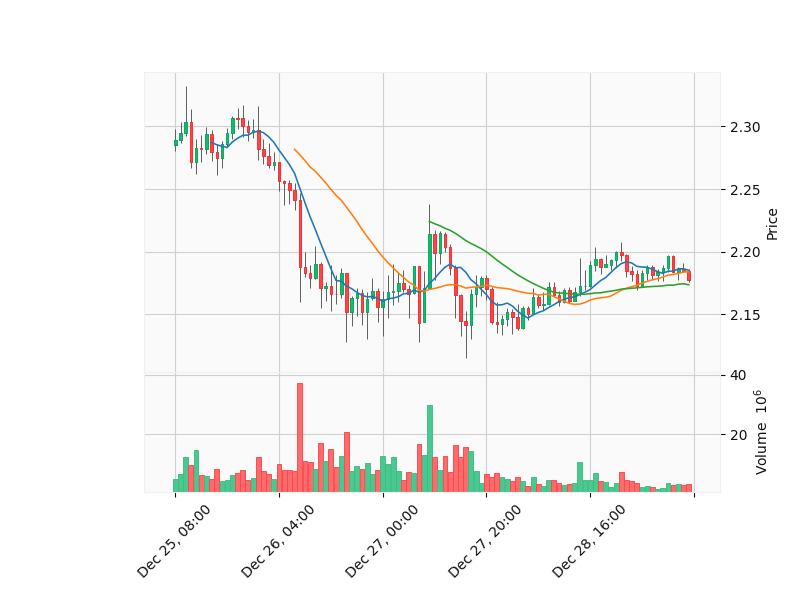 2.30
2.25
2.20
2.15
Price
40
20
Volume 10^6
Dec 25, 08:00
Dec 26, 04:00
Dec 27, 00:00
Dec 27, 20:00
Dec 28, 16:00